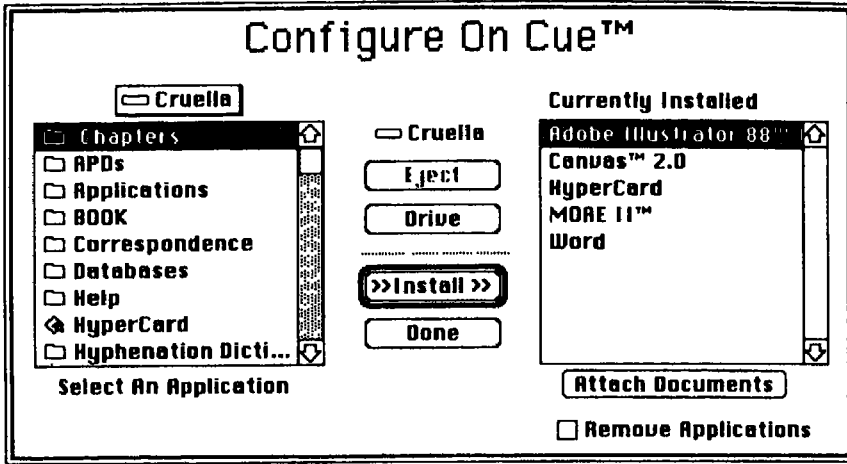 Configure On Cue™
Cruella
Chapters
APDs
Applications
BOOK
Correspondence
Databases
Help
HyperCard
Hyphenation Dicti...
Select An Application
Cruella
Eject
Drive
>>Install >>
Done
Currently Installed
Adobe Illustrator 88™
Canvas™ 2.0
HyperCard
MORE II™
Word
Attach Documents
Remove Applications